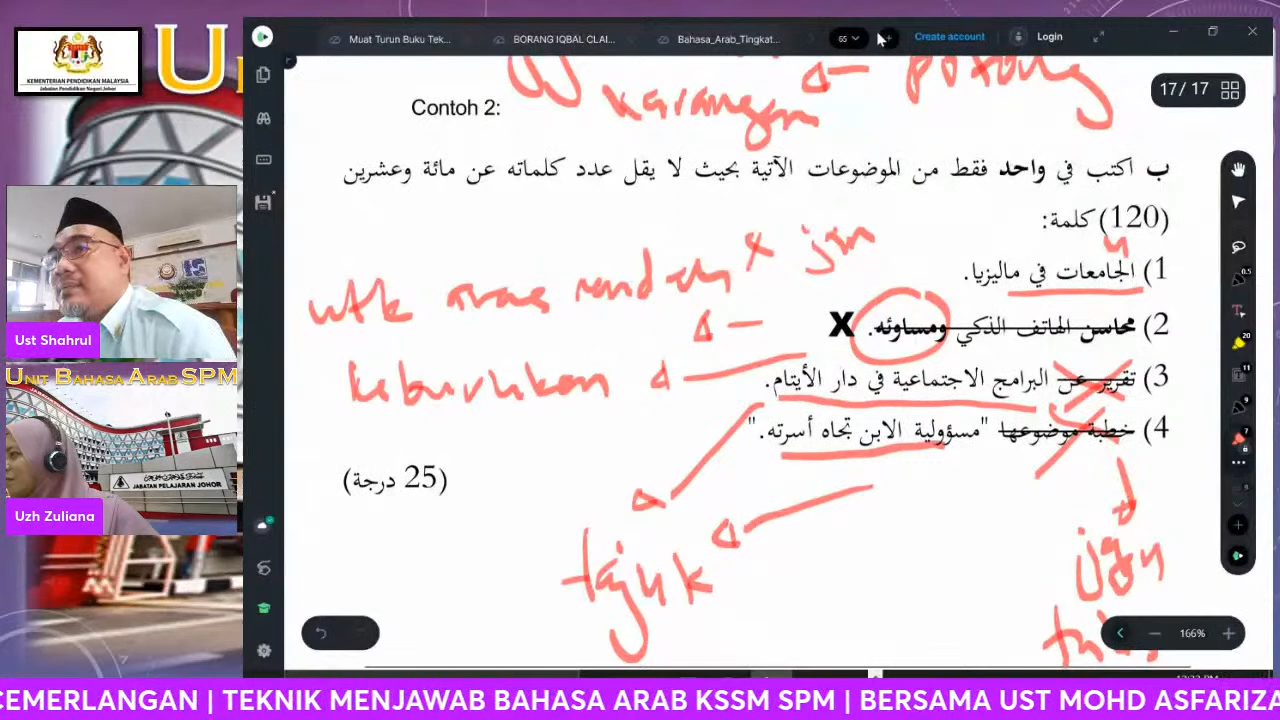 KEMENTERIAN PENDIDIKAN MALAYSIA
Jabatan Pendidikan Negeri Johor
U
Muat Turun Buku Tek...
BORANG IQBAL CLAI...
Bahasa_Arab_Tingkat...
65
Create account
Login
17/ 17
karangan
potong
Contoh 2:
ب اكتب في واحد فقط من الموضوعات الآتية بحيث لا يقل عدد كلماته عن مائة وعشرين
(120) كلمة:
1) الجامعات في ماليزيا.
2) محاسن الهاتف الذكي ومساوئه. X
3) تقرير عن البرامج الاجتماعية في دار الأيتام.
4) خطبة موضوعها "مسؤولية الابن تجاه أسرته."
(25 درجة)
utk
keburukan
tajuk
166%
Ust Shahrul
UNIT BAHASA ARAB SPM
JABATAN PELAJARAN JOHOR
Uzh Zuliana
CEMERLANGAN | TEKNIK MENJAWAB BAHASA ARAB KSSM SPM | BERSAMA UST MOHD ASFARIZA